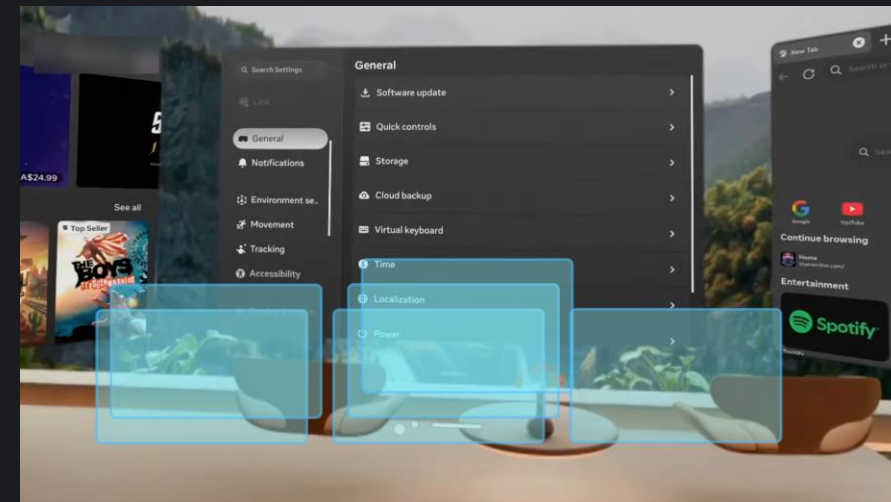 A$24.99
See all
Top Seller
THE
BOYS
Search Settings
Link
General
Notifications
Environment se..
Movement
Tracking
Accessibility
General
Software update
Quick controls
Storage
Cloud backup
Virtual keyboard
Time
Localization
Power
New Tab
Search
Google
YouTube
Continue browsing
Home
Entertainment
Spotify